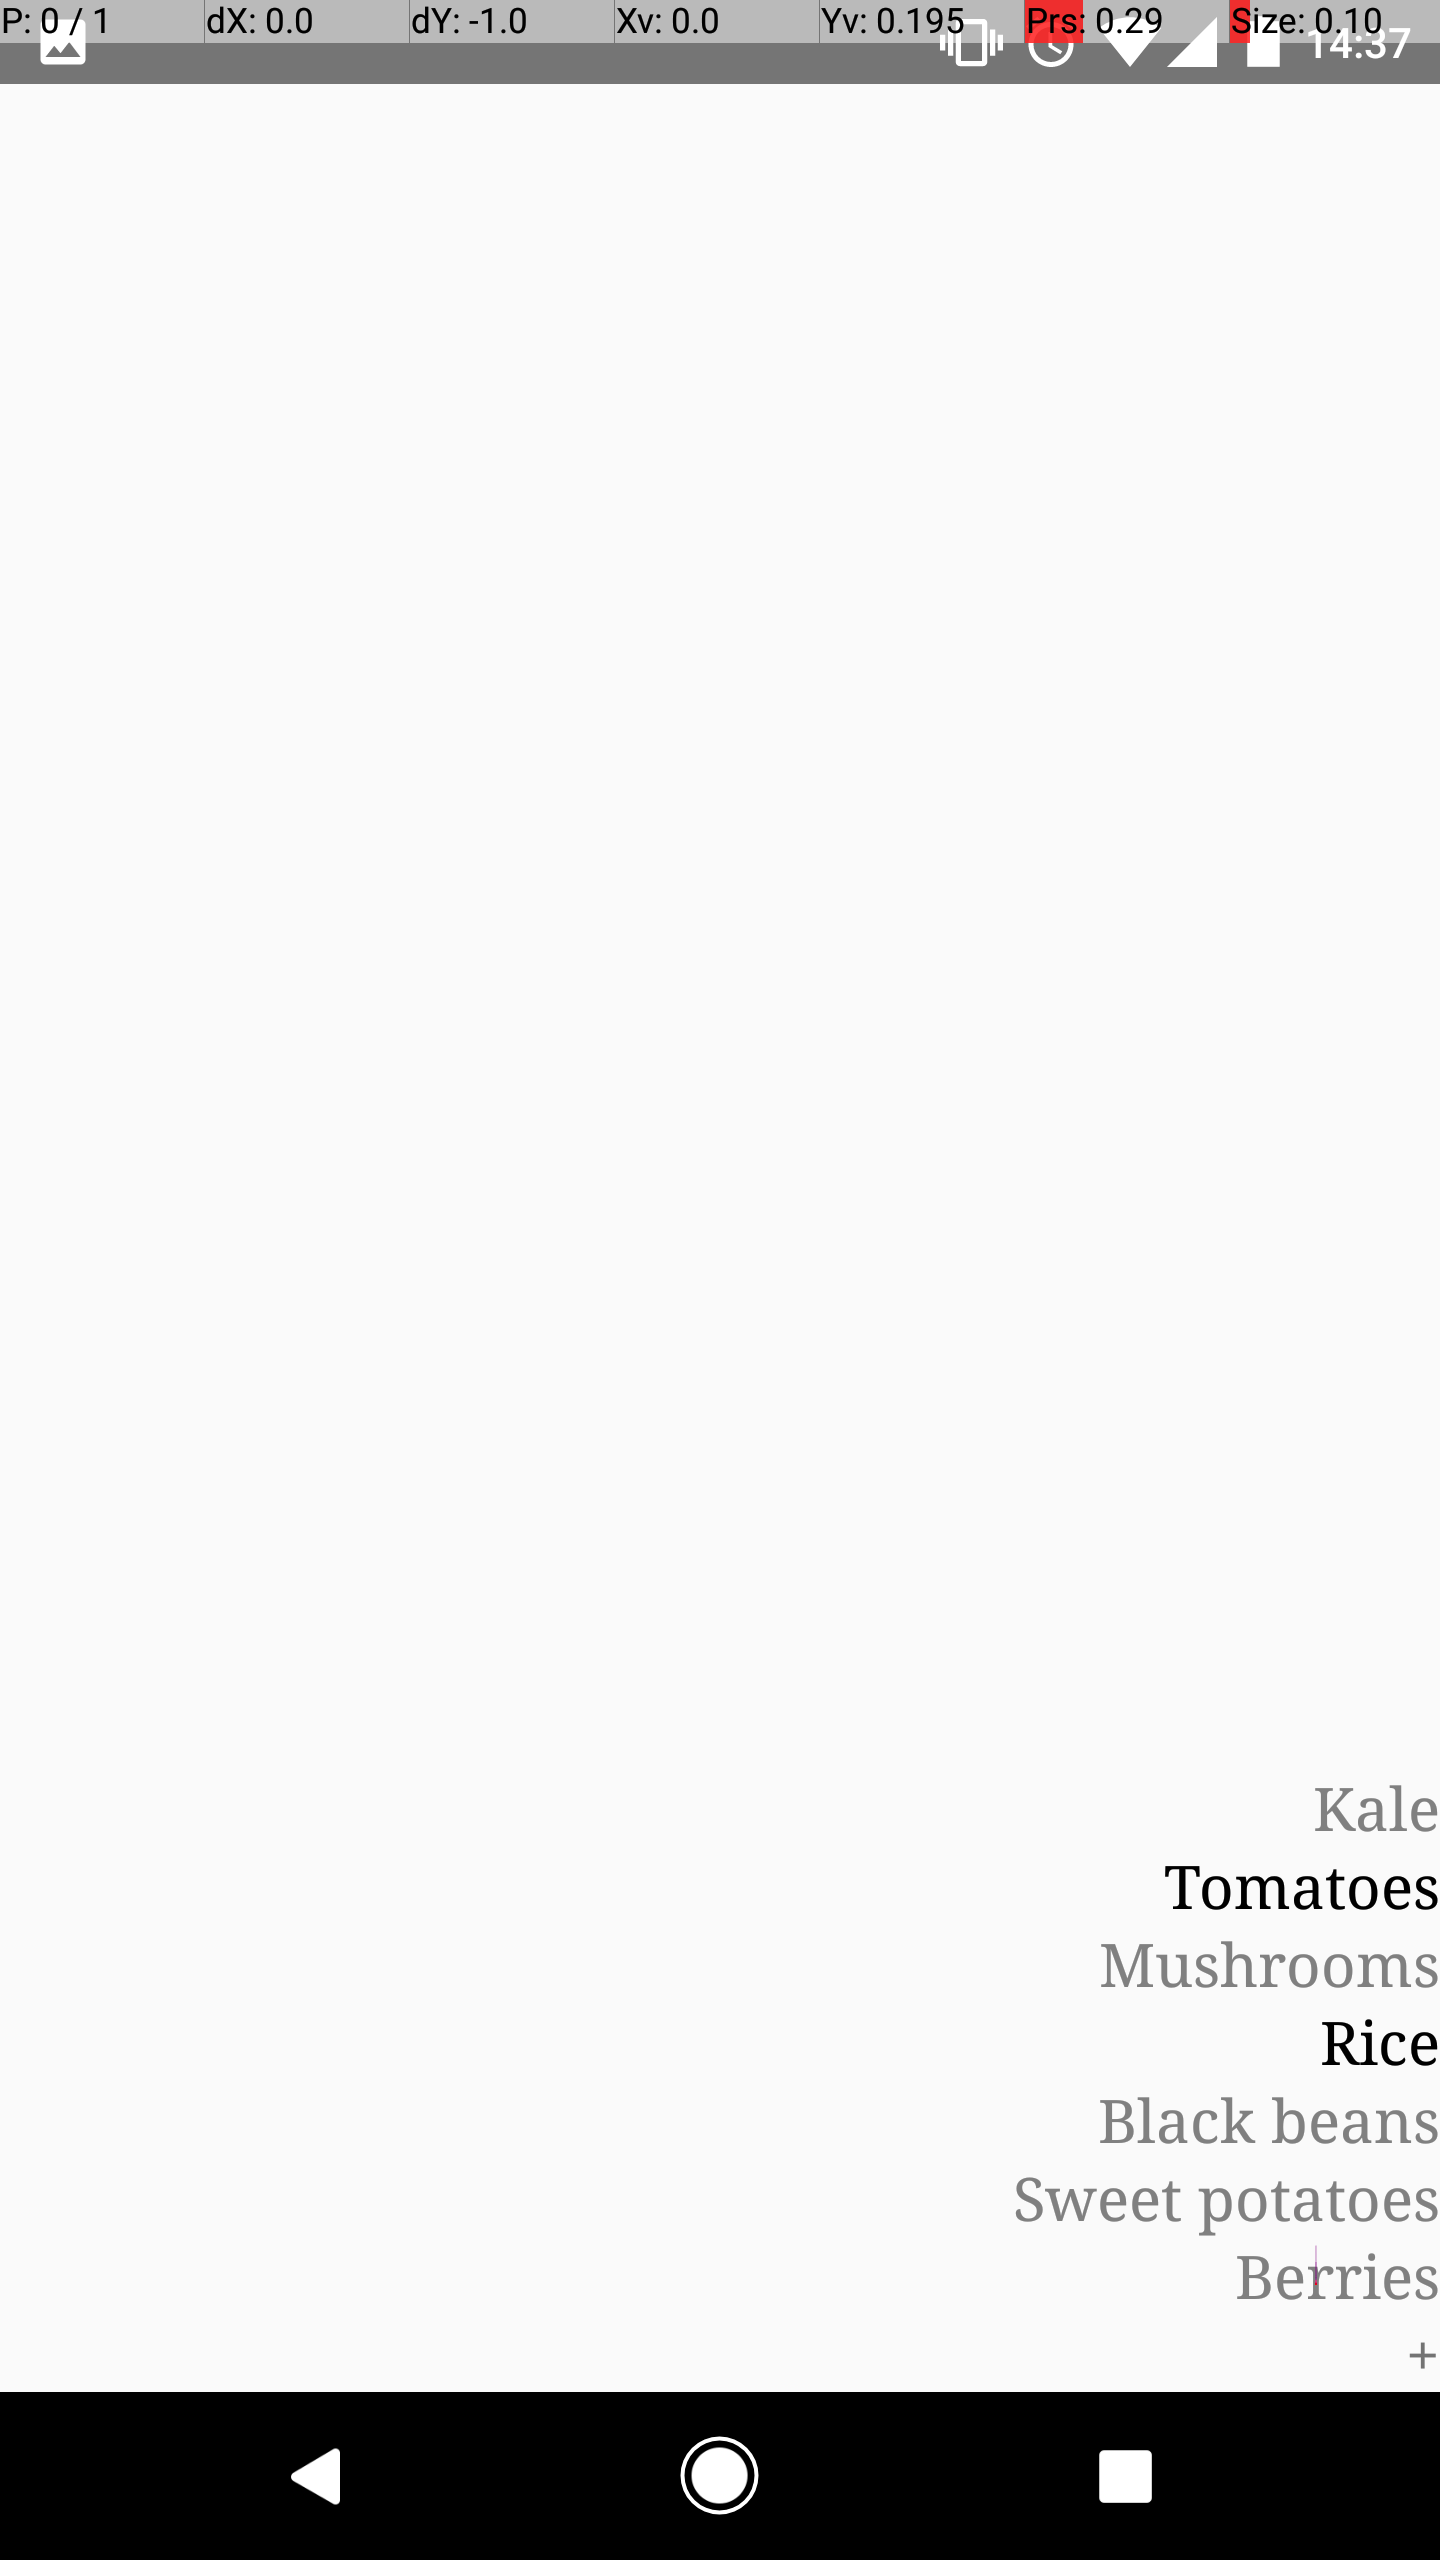 P: 0 / 1 dX: 0.0 dY: -1.0 Xv: 0.0 Yv: 0.195 Prs: 0.29 Size: 0.10
14:37
Kale
Tomatoes
Mushrooms
Rice
Black beans
Sweet potatoes
Berries
+